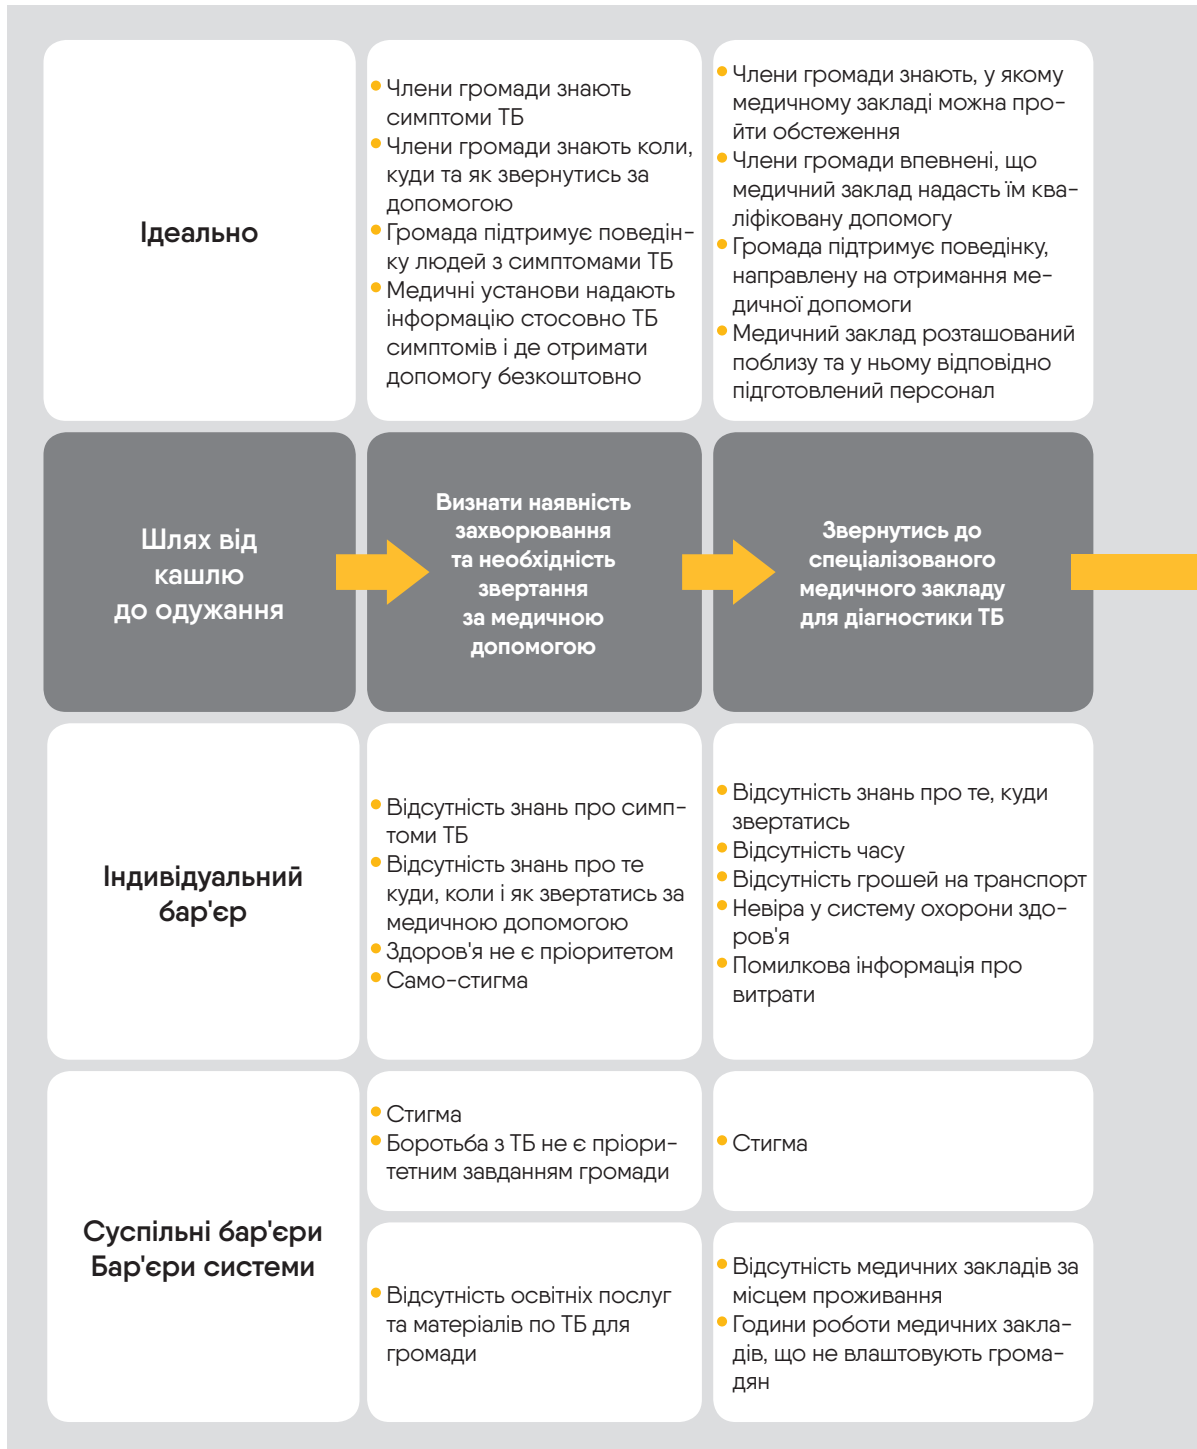 Ідеально
Члени громади знають
симптоми ТБ
Члени громади знають коли,
куди та як звернутись за
допомогою
Громада підтримує поведін-
ку людей з симптомами ТБ
Медичні установи надають
інформацію стосовно ТБ
симптомів і де отримати
допомогу безкоштовно
Члени громади знають, у якому
медичному закладі можна про-
йти обстеження
Члени громади впевнені, що
медичний заклад надасть їм ква-
ліфіковану допомогу
Громада підтримує поведінку,
направлену на отримання ме-
дичної допомоги
Медичний заклад розташований
поблизу та у ньому відповідно
підготовлений персонал
Шлях від
кашлю
до одужання
Визнати наявність
захворювання
та необхідність
звертання
за медичною
допомогою
Звернутись до
спеціалізованого
медичного закладу
для діагностики ТБ
Індивідуальний
бар'єр
Відсутність знань про симп-
томи ТБ
Відсутність знань про те
куди, коли і як звертатись за
медичною допомогою
Здоров'я не є пріоритетом
Само-стигма
Відсутність знань про те, куди
звертатись
Відсутність часу
Відсутність грошей на транспорт
Невіра у систему охорони здо-
ров'я
Помилкова інформація про
витрати
Суспільні бар'єри
Бар'єри системи
Стигма
Боротьба з ТБ не є пріори-
тетним завданням громади
Стигма
Відсутність освітніх послуг
та матеріалів по ТБ для
громади
Відсутність медичних закладів за
місцем проживання
Години роботи медичних закла-
дів, що не влаштовують грома-
дян